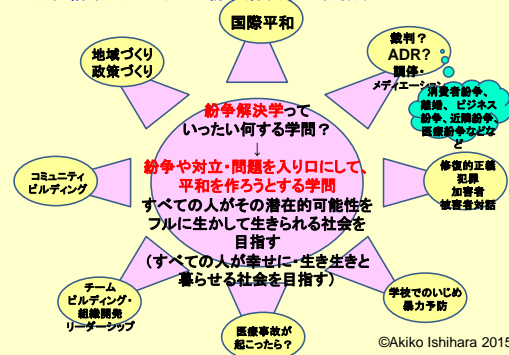 国際平和
裁判？
ADR？
調停・
メディエーション
消費者紛争、
離婚、ビジネス
紛争、近隣紛争、
医療紛争などな
ど
地域づくり
政策づくり
紛争解決学って
いったい何する学問？
↓
紛争や対立・問題を入り口にして、
平和を作ろうとする学問
すべての人がその潜在的可能性を
フルに生かして生きられる社会を
目指す
（すべての人が幸せに・生き生きと
暮らせる社会を目指す）
コミュニティ
ビルディング
修復的正義
犯罪
加害者
被害者対話
チーム
ビルディング・
組織開発
リーダーシップ
医療事故が
起こったら？
学校でのいじめ
暴力予防
©Akiko Ishihara 2015